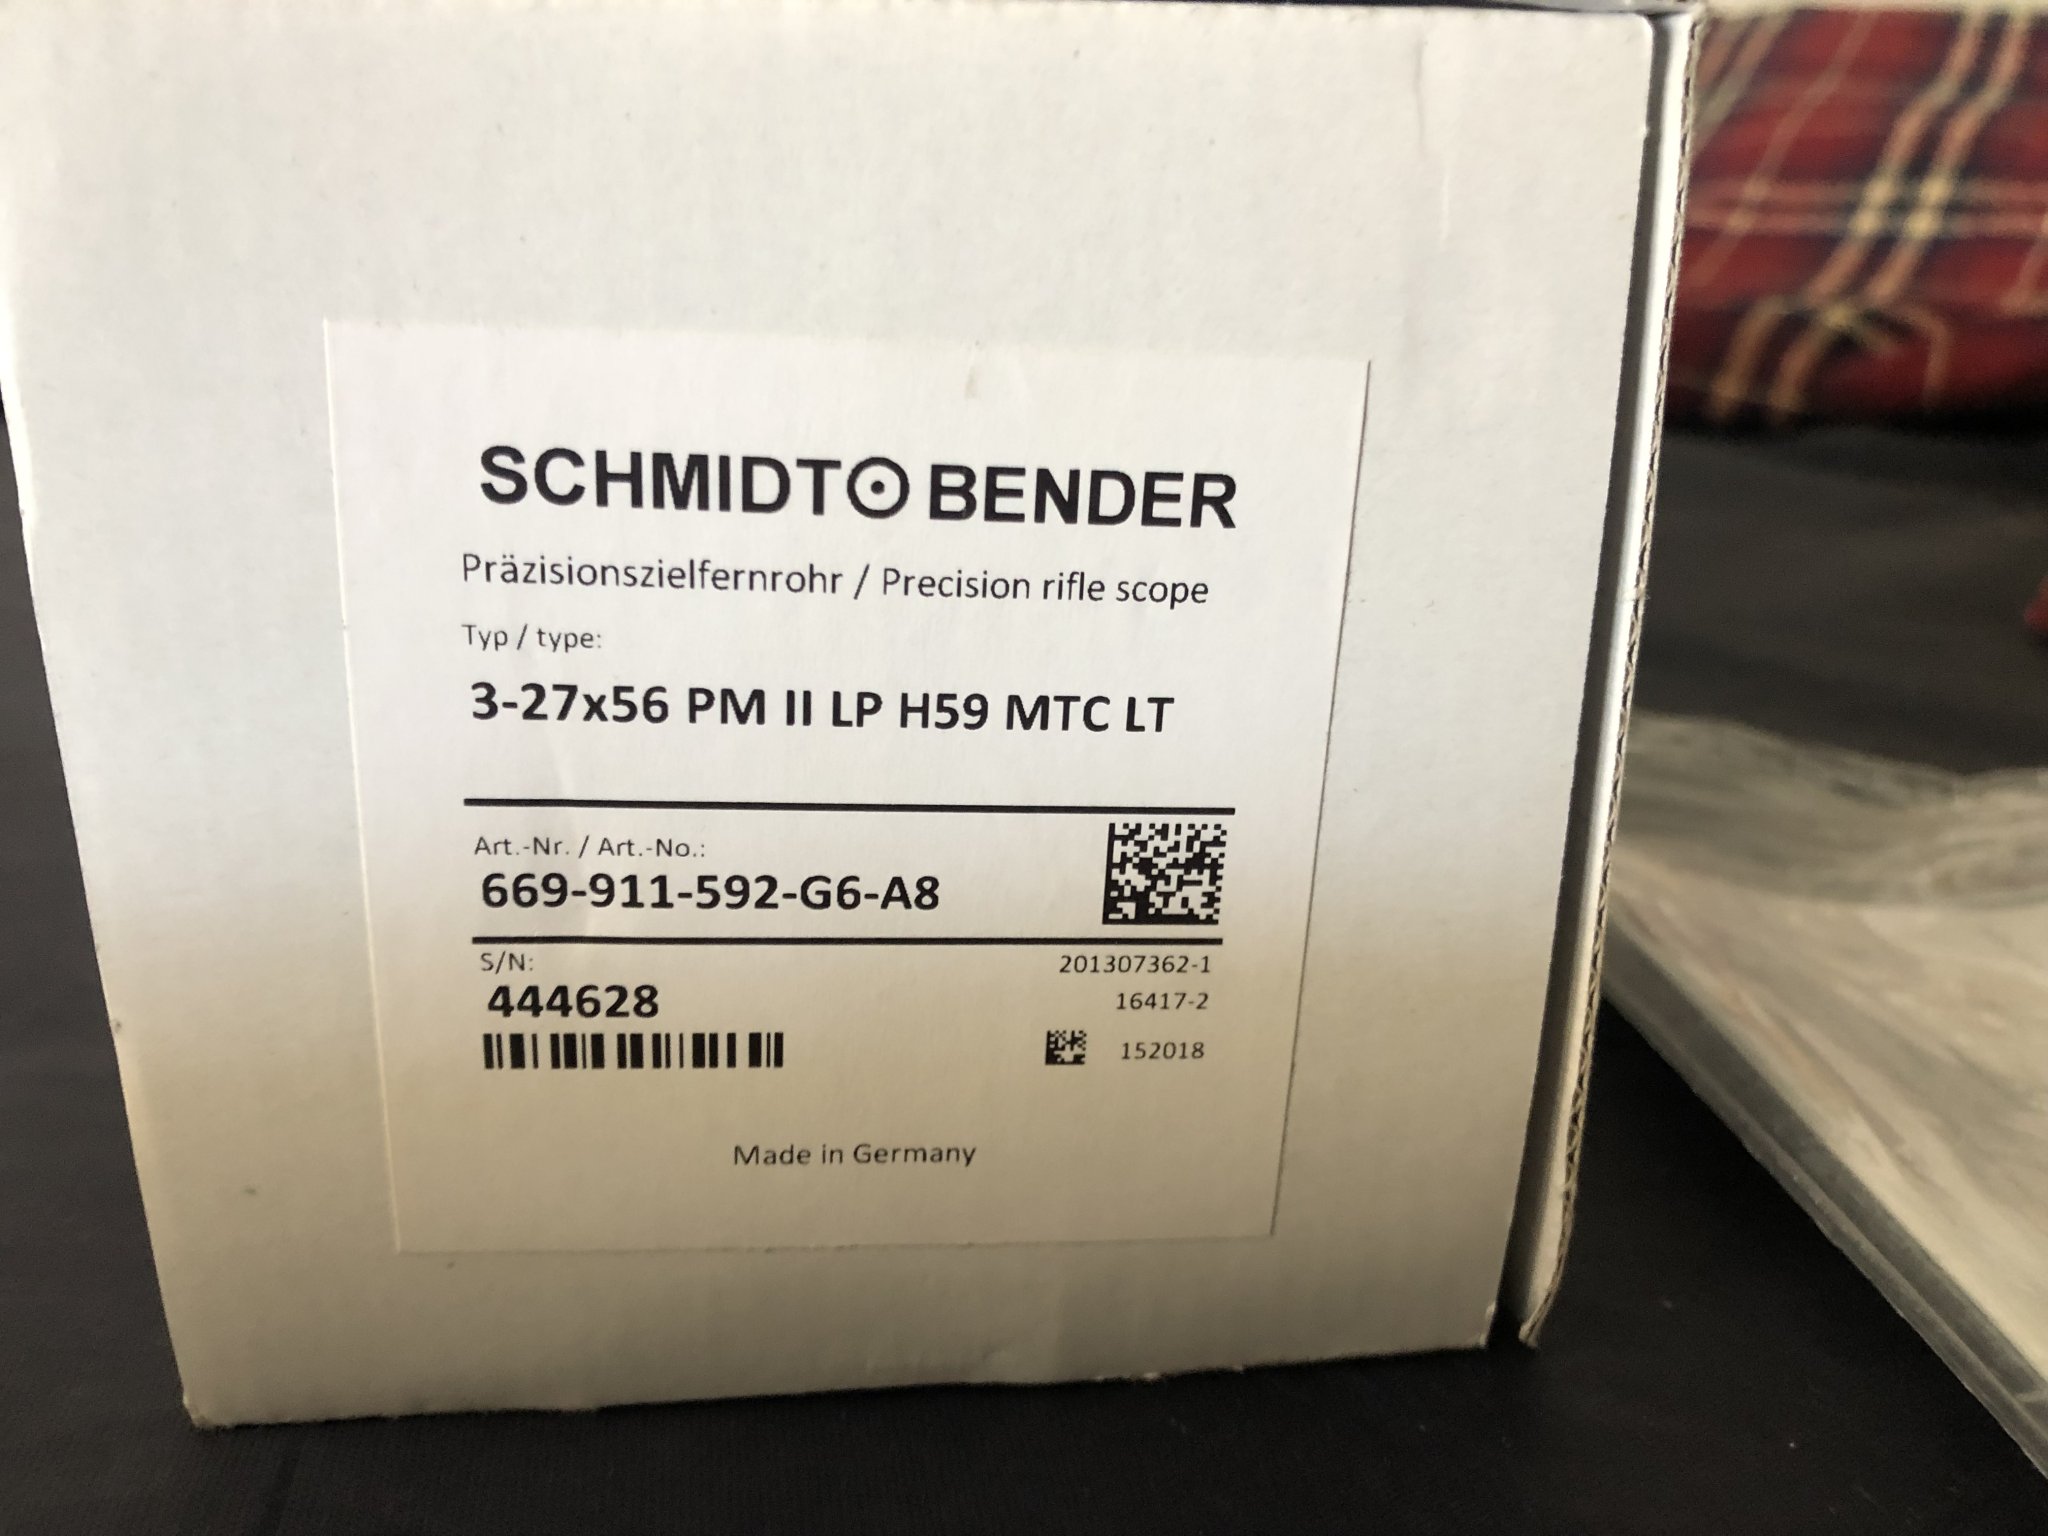 SCHMIDT BENDER
Präzisionszielfernrohr / Precision rifle scope
Typ / type:
3-27x56 PM II LP H59 MTC LT
Art.-Nr. / Art.-No.:
669-911-592-G6-A8
S/N:
201307362-1
444628
16417-2
152018
Made in Germany